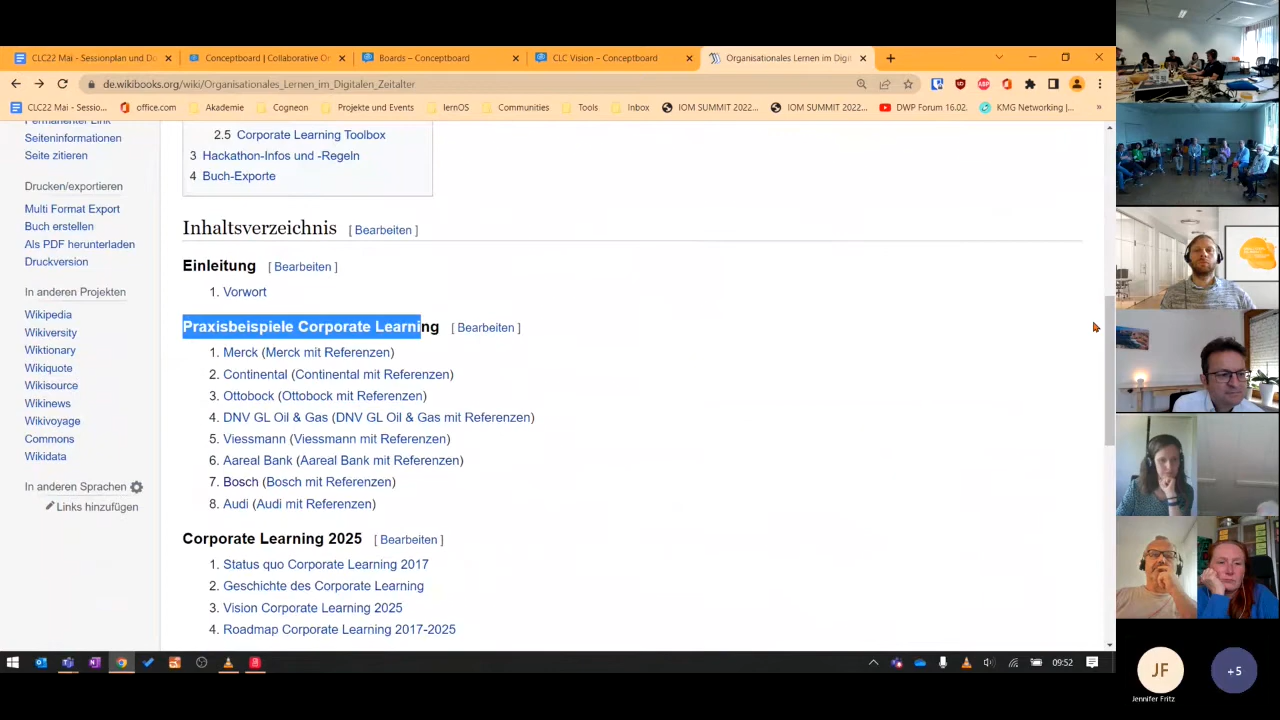 CLC22 Mai - Sessionplan und Do
Conceptboard | Collaborative Or
Boards – Conceptboard
CLC Vision – Conceptboard
Organisationales Lernen im Digit
de.wikibooks.org/wiki/Organisationales_Lernen_im_Digitalen_Zeitalter
CLC22 Mai - Sessio...
office.com
Akademie
Cogneon
Projekte und Events
lernOS
Communities
Tools
Inbox
IOM SUMMIT 2022...
IOM SUMMIT 2022...
DWP Forum 16.02.
KMG Networking |...
»
Permanenter Link
Seiteninformationen
Seite zitieren
Drucken/exportieren
Multi Format Export
Buch erstellen
Als PDF herunterladen
Druckversion
In anderen Projekten
Wikipedia
Wikiversity
Wiktionary
Wikiquote
Wikisource
Wikinews
Wikivoyage
Commons
Wikidata
In anderen Sprachen
Links hinzufügen
2.5 Corporate Learning Toolbox
3 Hackathon-Infos und -Regeln
4 Buch-Exporte
Inhaltsverzeichnis [ Bearbeiten ]
Einleitung [ Bearbeiten ]
1. Vorwort
Praxisbeispiele Corporate Learning [ Bearbeiten ]
1. Merck (Merck mit Referenzen)
2. Continental (Continental mit Referenzen)
3. Ottobock (Ottobock mit Referenzen)
4. DNV GL Oil & Gas (DNV GL Oil & Gas mit Referenzen)
5. Viessmann (Viessmann mit Referenzen)
6. Aareal Bank (Aareal Bank mit Referenzen)
7. Bosch (Bosch mit Referenzen)
8. Audi (Audi mit Referenzen)
Corporate Learning 2025 [ Bearbeiten ]
1. Status quo Corporate Learning 2017
2. Geschichte des Corporate Learning
3. Vision Corporate Learning 2025
4. Roadmap Corporate Learning 2017-2025
09:52
JF
Jennifer Fritz
+5